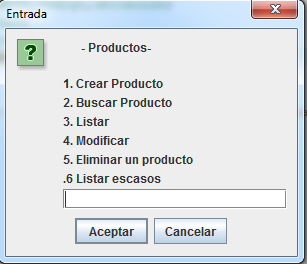 Entrada
- Productos-
1. Crear Producto
2. Buscar Producto
3. Listar
4. Modificar
5. Eliminar un producto
.6 Listar escasos
Aceptar
Cancelar